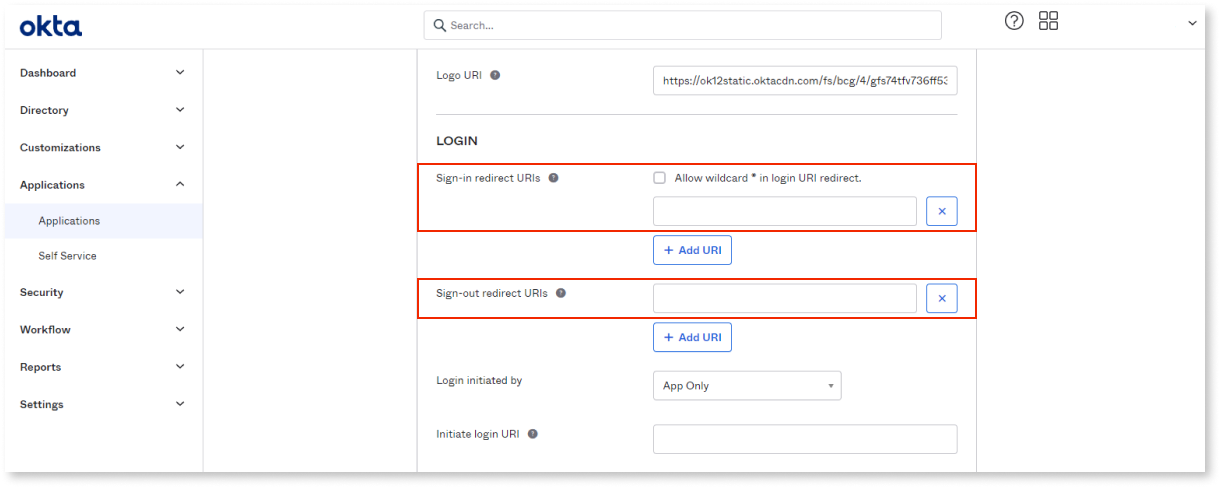 okta
Search...
Dashboard
Directory
Customizations
Applications
Applications
Self Service
Security
Workflow
Reports
Settings
Logo URI
https://ok12static.oktacdn.com/fs/bcg/4/gfs74tfv736ff53
LOGIN
Sign-in redirect URIs
Allow wildcard * in login URI redirect.
+ Add URI
Sign-out redirect URIs
+ Add URI
Login initiated by
App Only
Initiate login URI